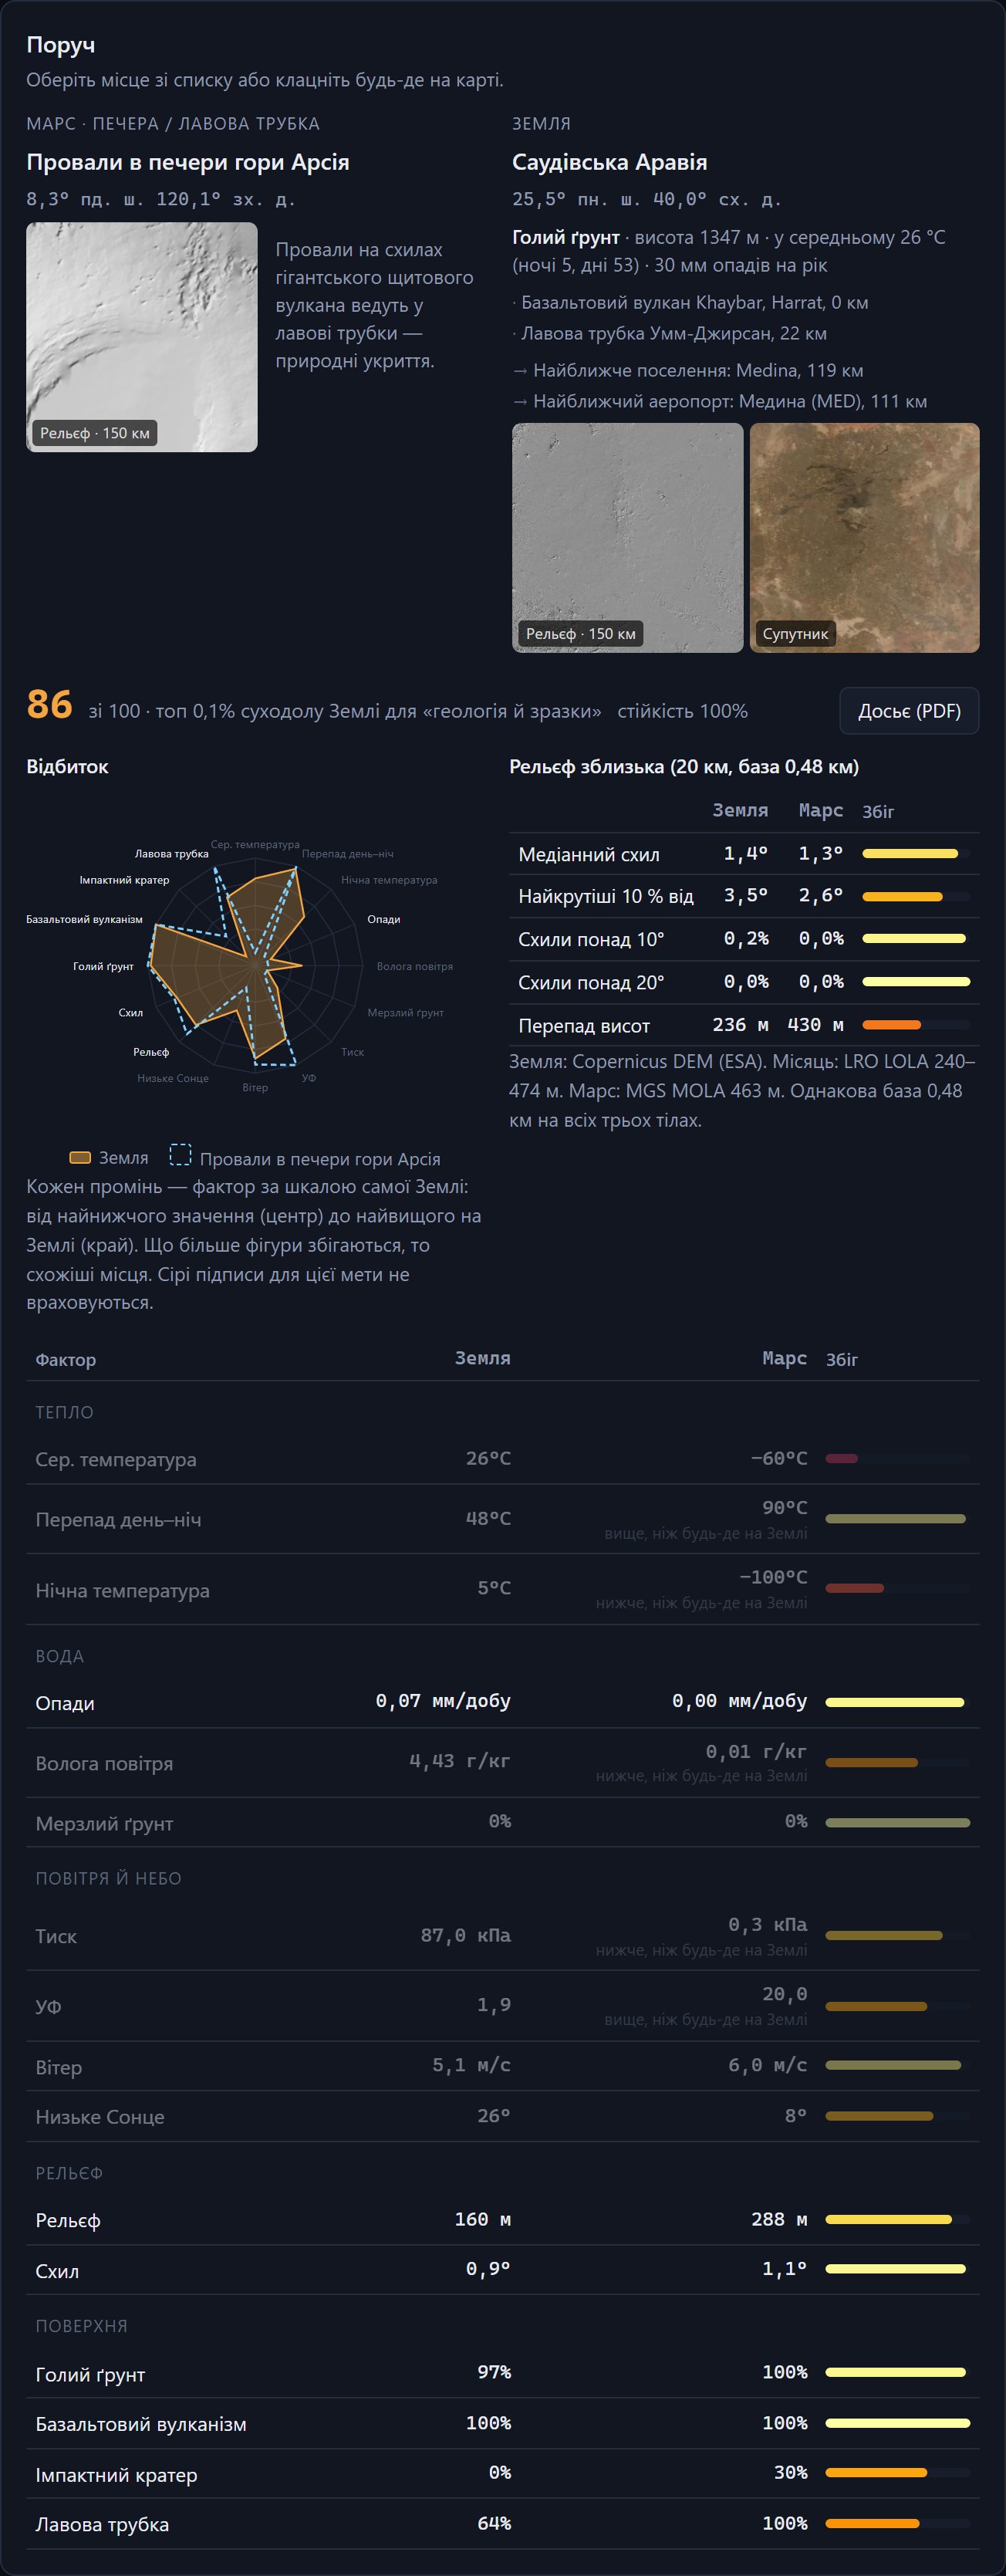 Поруч
Оберіть місце зі списку або клацніть будь-де на карті.
МАРС · ПЕЧЕРА / ЛАВОВА ТРУБКА
Провали в печери гори Арсія
8,3° пд. ш. 120,1° зх. д.
Провали на схилах
гігантського щитового
вулкана ведуть у
лавові трубки —
природні укриття.
Рельєф · 150 км
ЗЕМЛЯ
Саудівська Аравія
25,5° пн. ш. 40,0° сх. д.
Голий ґрунт · висота 1347 м · у середньому 26 °C
(ночі 5, дні 53) · 30 мм опадів на рік
· Базальтовий вулкан Khaybar, Harrat, 0 км
· Лавова трубка Умм-Джирсан, 22 км
→ Найближче поселення: Medina, 119 км
→ Найближчий аеропорт: Медина (MED), 111 км
Рельєф · 150 км
Супутник
86 зі 100 · топ 0,1% суходолу Землі для «геологія й зразки» стійкість 100%
Досьє (PDF)
Відбиток
Сер. температура
Перепад день–ніч
Нічна температура
Опади
Волога повітря
Мерзлий ґрунт
Тиск
УФ
Вітер
Низьке Сонце
Рельєф
Схил
Голий ґрунт
Базальтовий вулканізм
Імпактний кратер
Лавова трубка
Земля Провали в печери гори Арсія
Кожен промінь — фактор за шкалою самої Землі:
від найнижчого значення (центр) до найвищого на
Землі (край). Що більше фігури збігаються, то
схожіші місця. Сірі підписи для цієї мети не
враховуються.
Рельєф зблизька (20 км, база 0,48 км)
Земля Марс Збіг
Медіанний схил 1,4° 1,3°
Найкрутіші 10 % від 3,5° 2,6°
Схили понад 10° 0,2% 0,0%
Схили понад 20° 0,0% 0,0%
Перепад висот 236 м 430 м
Земля: Copernicus DEM (ESA). Місяць: LRO LOLA 240–
474 м. Марс: MGS MOLA 463 м. Однакова база 0,48
км на всіх трьох тілах.
Фактор Земля Марс Збіг
ТЕПЛО
Сер. температура 26°C −60°C
Перепад день–ніч 48°C 90°C
вище, ніж будь-де на Землі
Нічна температура 5°C −100°C
нижче, ніж будь-де на Землі
ВОДА
Опади 0,07 мм/добу 0,00 мм/добу
Волога повітря 4,43 г/кг 0,01 г/кг
нижче, ніж будь-де на Землі
Мерзлий ґрунт 0% 0%
ПОВІТРЯ Й НЕБО
Тиск 87,0 кПа 0,3 кПа
нижче, ніж будь-де на Землі
УФ 1,9 20,0
вище, ніж будь-де на Землі
Вітер 5,1 м/с 6,0 м/с
Низьке Сонце 26° 8°
РЕЛЬЄФ
Рельєф 160 м 288 м
Схил 0,9° 1,1°
ПОВЕРХНЯ
Голий ґрунт 97% 100%
Базальтовий вулканізм 100% 100%
Імпактний кратер 0% 30%
Лавова трубка 64% 100%